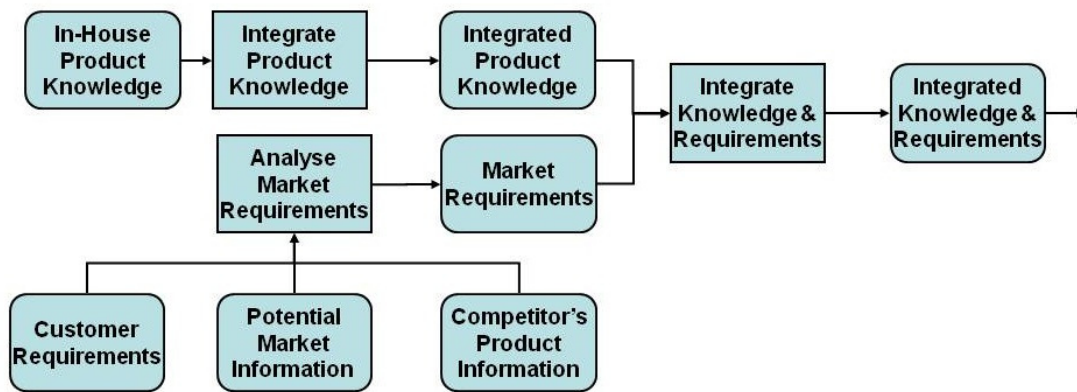 In-House
Product
Knowledge
Integrate
Product
Knowledge
Integrated
Product
Knowledge
Integrate
Knowledge &
Requirements
Integrated
Knowledge &
Requirements
Analyse
Market
Requirements
Market
Requirements
Customer
Requirements
Potential
Market
Information
Competitor's
Product
Information